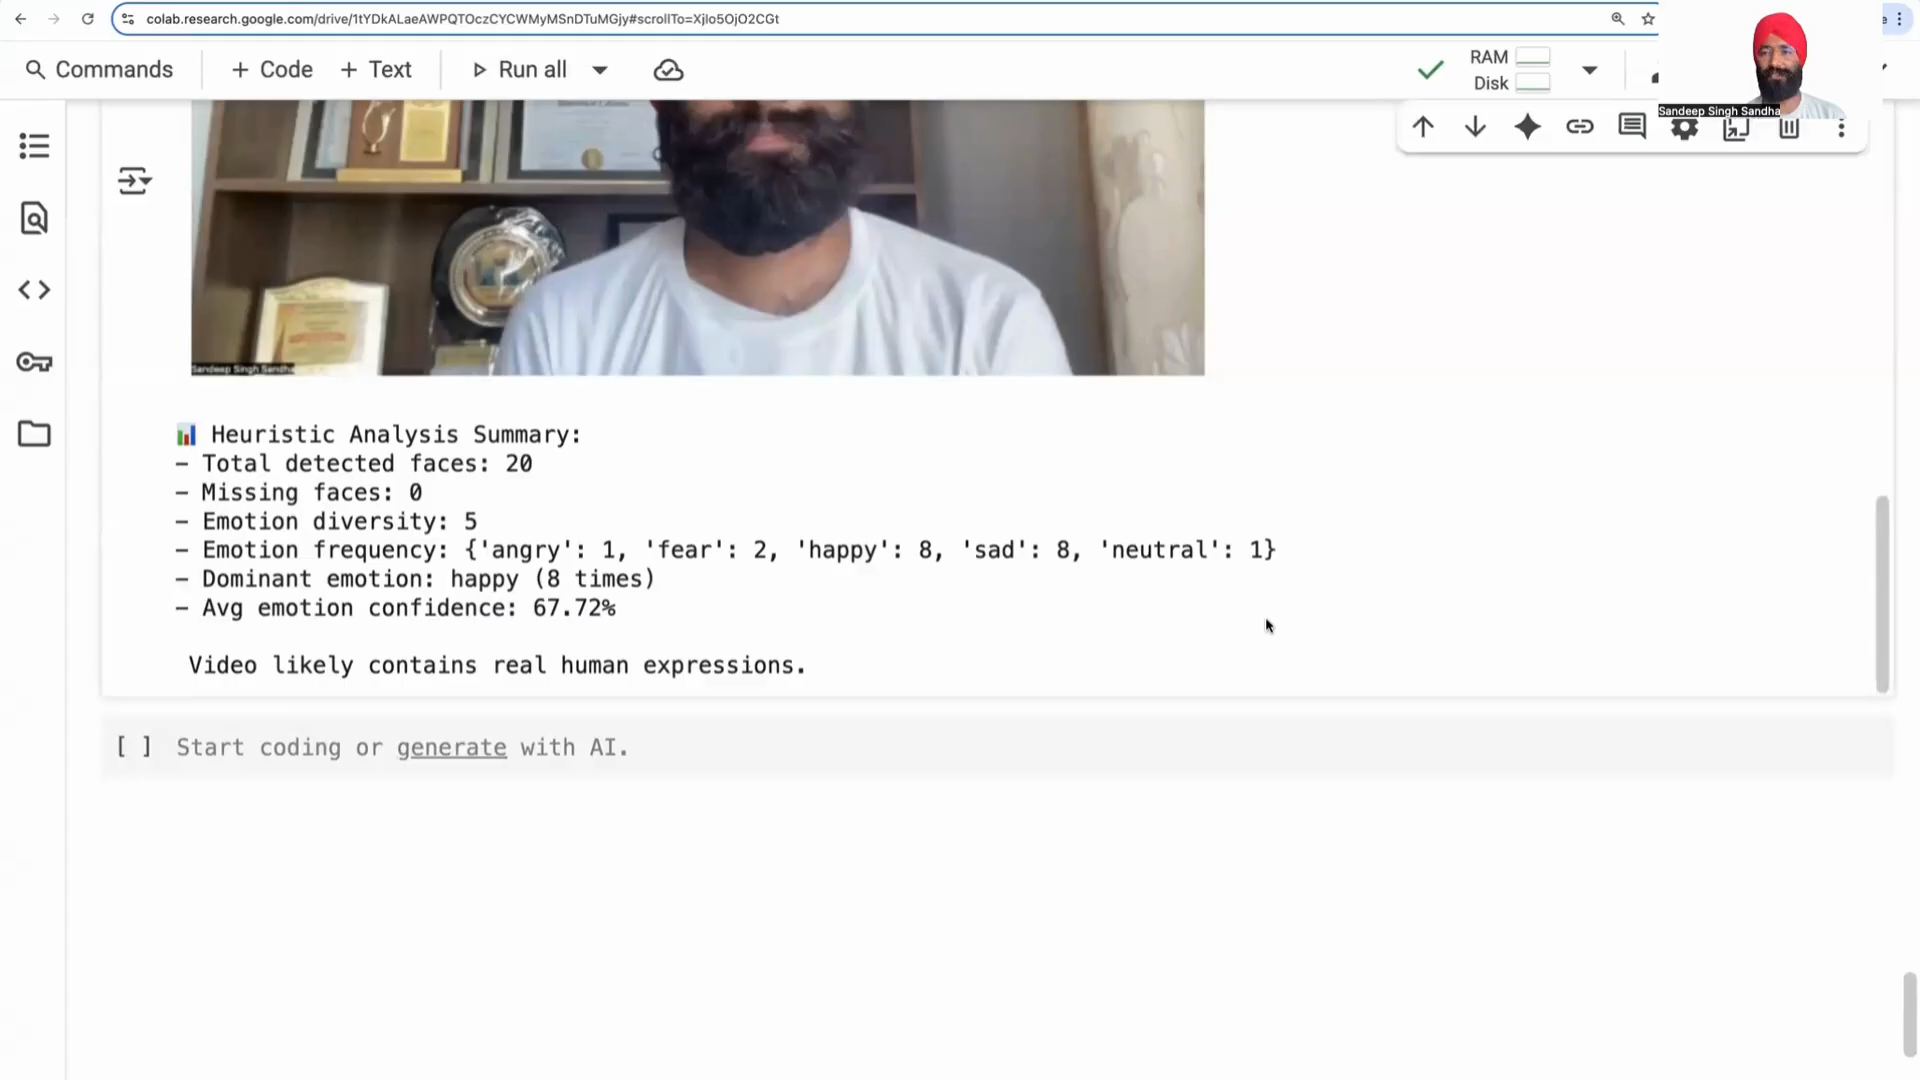 colab.research.google.com/drive/1tYDkALaeAWPQTOczCYCWMyMSnDTuMGjy#scrollTo=Xjlo5OjO2CGt
Commands
+ Code
+ Text
Run all
RAM
Disk
Sandeep Singh Sandha
Sandeep Singh Sandha
📊 Heuristic Analysis Summary:
– Total detected faces: 20
– Missing faces: 0
– Emotion diversity: 5
– Emotion frequency: {'angry': 1, 'fear': 2, 'happy': 8, 'sad': 8, 'neutral': 1}
– Dominant emotion: happy (8 times)
– Avg emotion confidence: 67.72%
Video likely contains real human expressions.
[ ] Start coding or generate with AI.